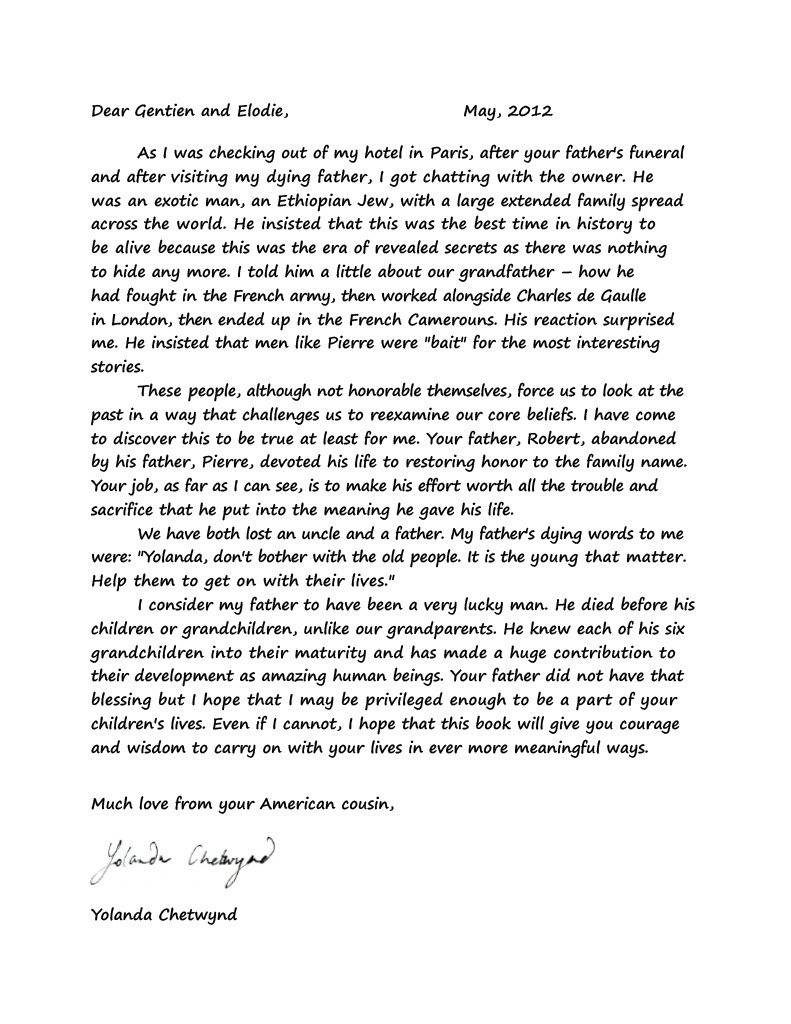 Dear Gentien and Elodie, May, 2012
As I was checking out of my hotel in Paris, after your father's funeral
and after visiting my dying father, I got chatting with the owner. He
was an exotic man, an Ethiopian Jew, with a large extended family spread
across the world. He insisted that this was the best time in history to
be alive because this was the era of revealed secrets as there was nothing
to hide any more. I told him a little about our grandfather – how he
had fought in the French army, then worked alongside Charles de Gaulle
in London, then ended up in the French Camerouns. His reaction surprised
me. He insisted that men like Pierre were "bait" for the most interesting
stories.
These people, although not honorable themselves, force us to look at the
past in a way that challenges us to reexamine our core beliefs. I have come
to discover this to be true at least for me. Your father, Robert, abandoned
by his father, Pierre, devoted his life to restoring honor to the family name.
Your job, as far as I can see, is to make his effort worth all the trouble and
sacrifice that he put into the meaning he gave his life.
We have both lost an uncle and a father. My father's dying words to me
were: "Yolanda, don't bother with the old people. It is the young that matter.
Help them to get on with their lives."
I consider my father to have been a very lucky man. He died before his
children or grandchildren, unlike our grandparents. He knew each of his six
grandchildren into their maturity and has made a huge contribution to
their development as amazing human beings. Your father did not have that
blessing but I hope that I may be privileged enough to be a part of your
children's lives. Even if I cannot, I hope that this book will give you courage
and wisdom to carry on with your lives in ever more meaningful ways.
Much love from your American cousin,
Yolanda Chetwynd
Yolanda Chetwynd